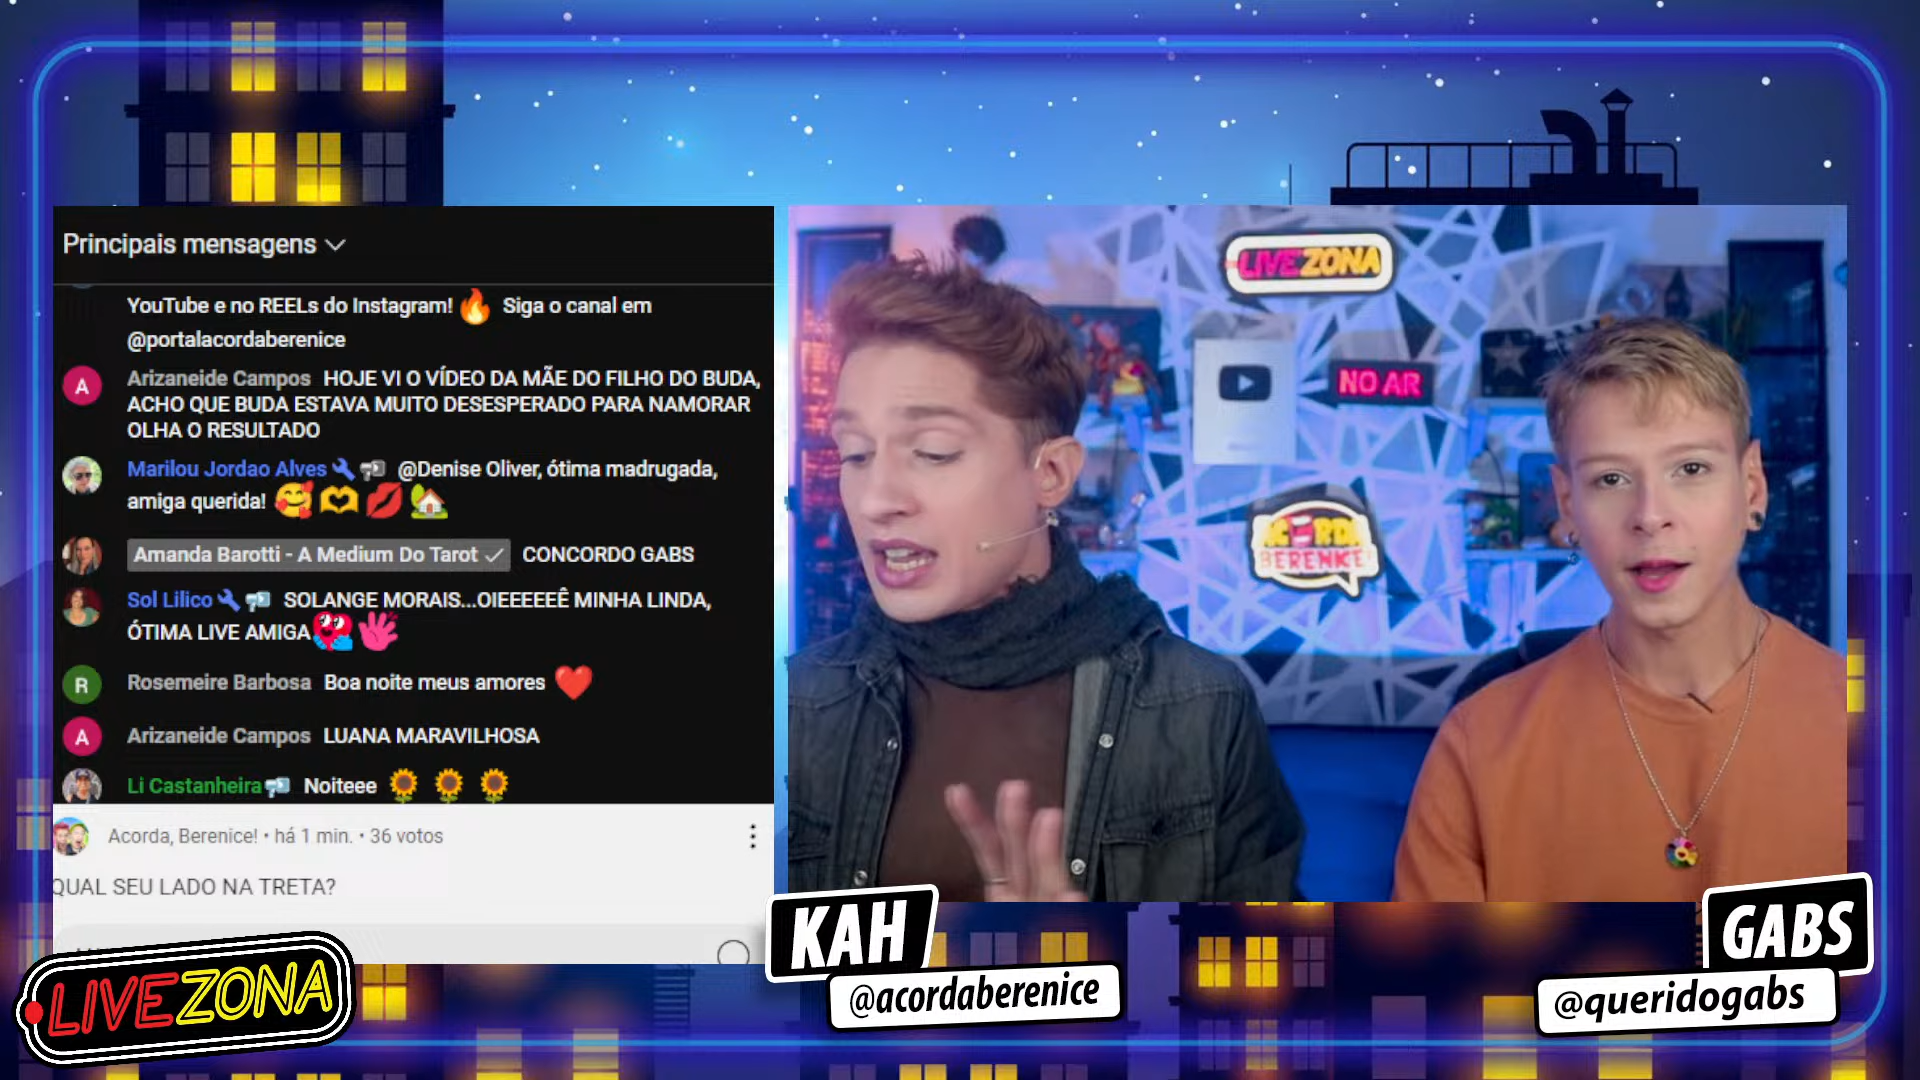 Principais mensagens
YouTube e no REELs do Instagram! 🔥 Siga o canal em
@portalacordaberenice
A
Arizaneide Campos HOJE VI O VÍDEO DA MÃE DO FILHO DO BUDA,
ACHO QUE BUDA ESTAVA MUITO DESESPERADO PARA NAMORAR
OLHA O RESULTADO
Marilou Jordao Alves @Denise Oliver, ótima madrugada,
amiga querida! 🥰 🫶 💋 🏡
Amanda Barotti - A Medium Do Tarot ✓ CONCORDO GABS
Sol Lilico SOLANGE MORAIS...OIEEEEEÊ MINHA LINDA,
ÓTIMA LIVE AMIGA
R
Rosemeire Barbosa Boa noite meus amores ❤️
A
Arizaneide Campos LUANA MARAVILHOSA
Li Castanheira Noiteee 🌻 🌻 🌻
Acorda, Berenice! • há 1 min. • 36 votos
QUAL SEU LADO NA TRETA?
LIVEZONA
LIVEZONA
NO AR
ACORDA
BERENICE!
KAH
@acordaberenice
GABS
@queridogabs